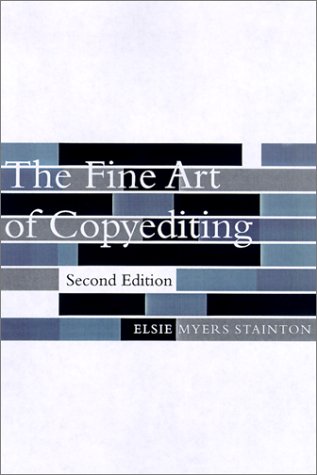 The Fine Art
of Copyediting
Second Edition
ELSIE MYERS STAINTON